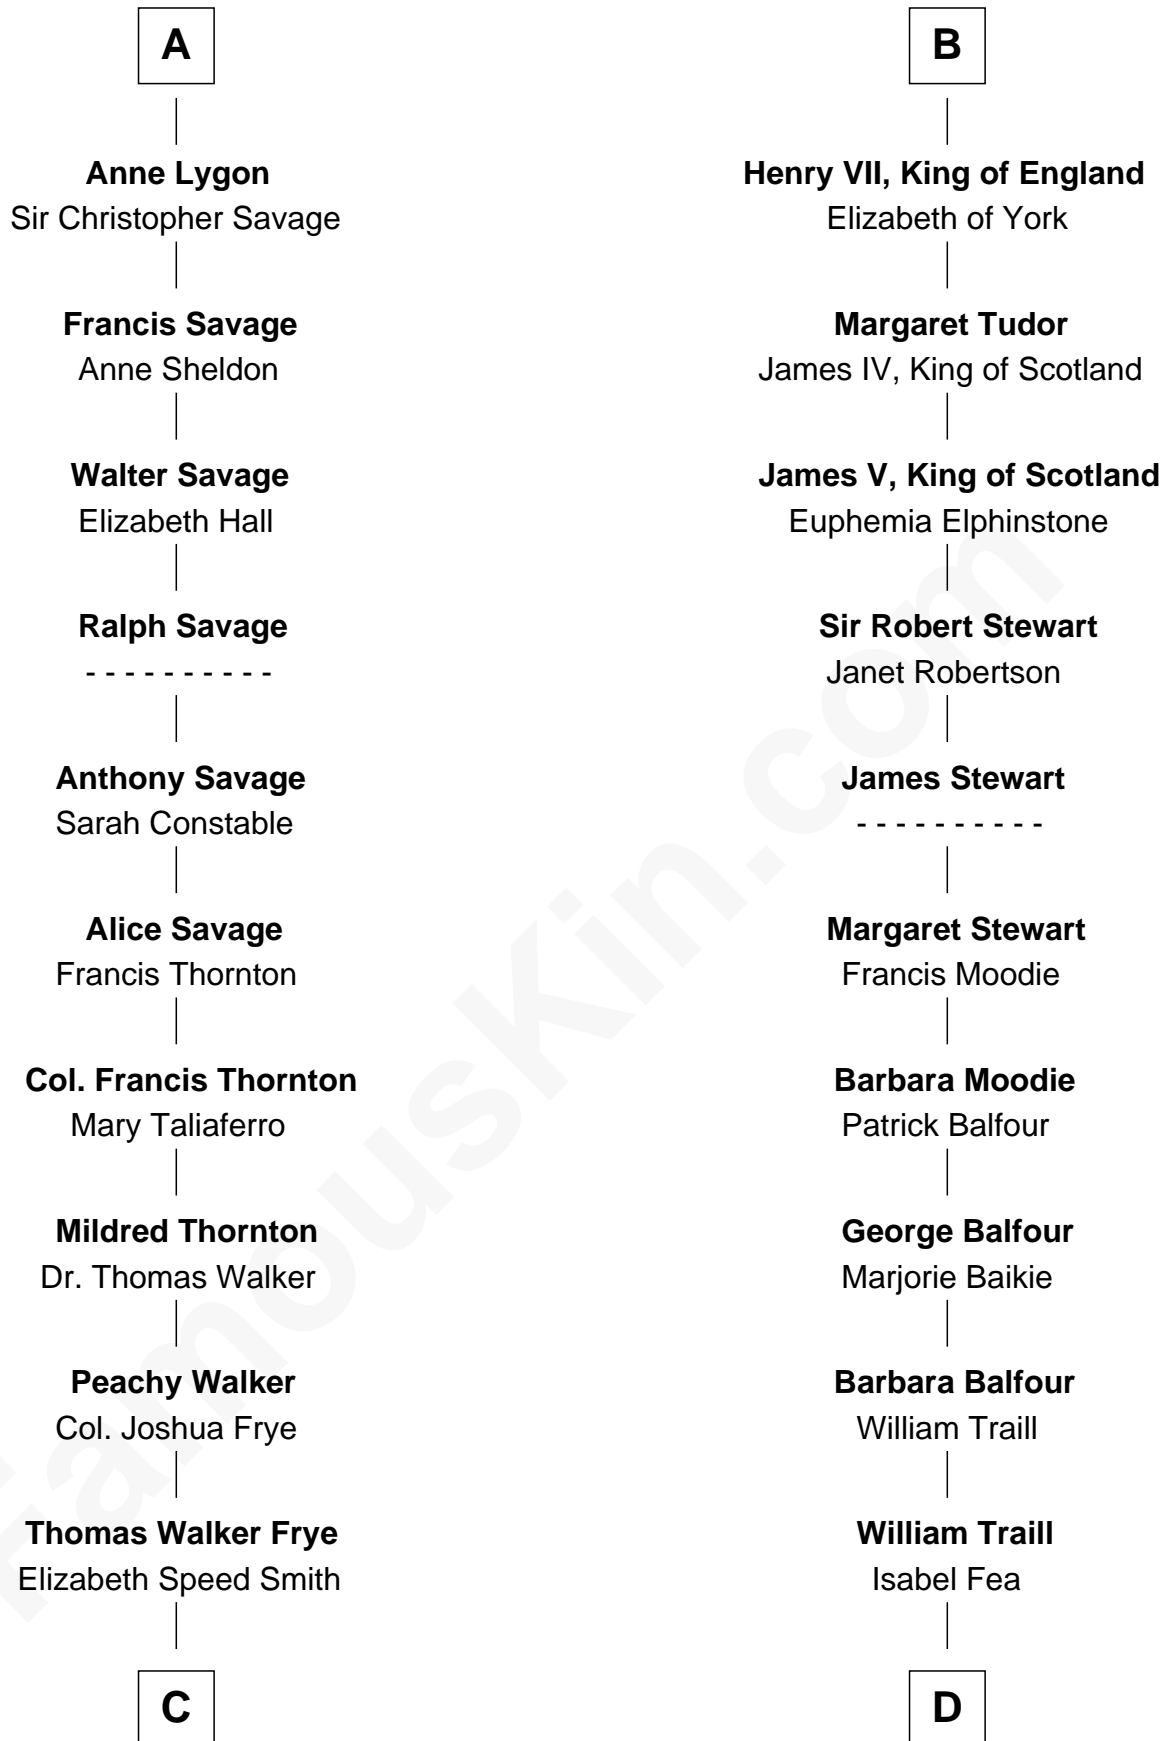 A
Anne Lygon
Sir Christopher Savage
Francis Savage
Anne Sheldon
Walter Savage
Elizabeth Hall
Ralph Savage
- - - - - - - - - -
Anthony Savage
Sarah Constable
Alice Savage
Francis Thornton
Col. Francis Thornton
Mary Taliaferro
Mildred Thornton
Dr. Thomas Walker
Peachy Walker
Col. Joshua Frye
Thomas Walker Frye
Elizabeth Speed Smith
C
B
Henry VII, King of England
Elizabeth of York
Margaret Tudor
James IV, King of Scotland
James V, King of Scotland
Euphemia Elphinstone
Sir Robert Stewart
Janet Robertson
James Stewart
- - - - - - - - - -
Margaret Stewart
Francis Moodie
Barbara Moodie
Patrick Balfour
George Balfour
Marjorie Baikie
Barbara Balfour
William Traill
William Traill
Isabel Fea
D
FamousKin.com